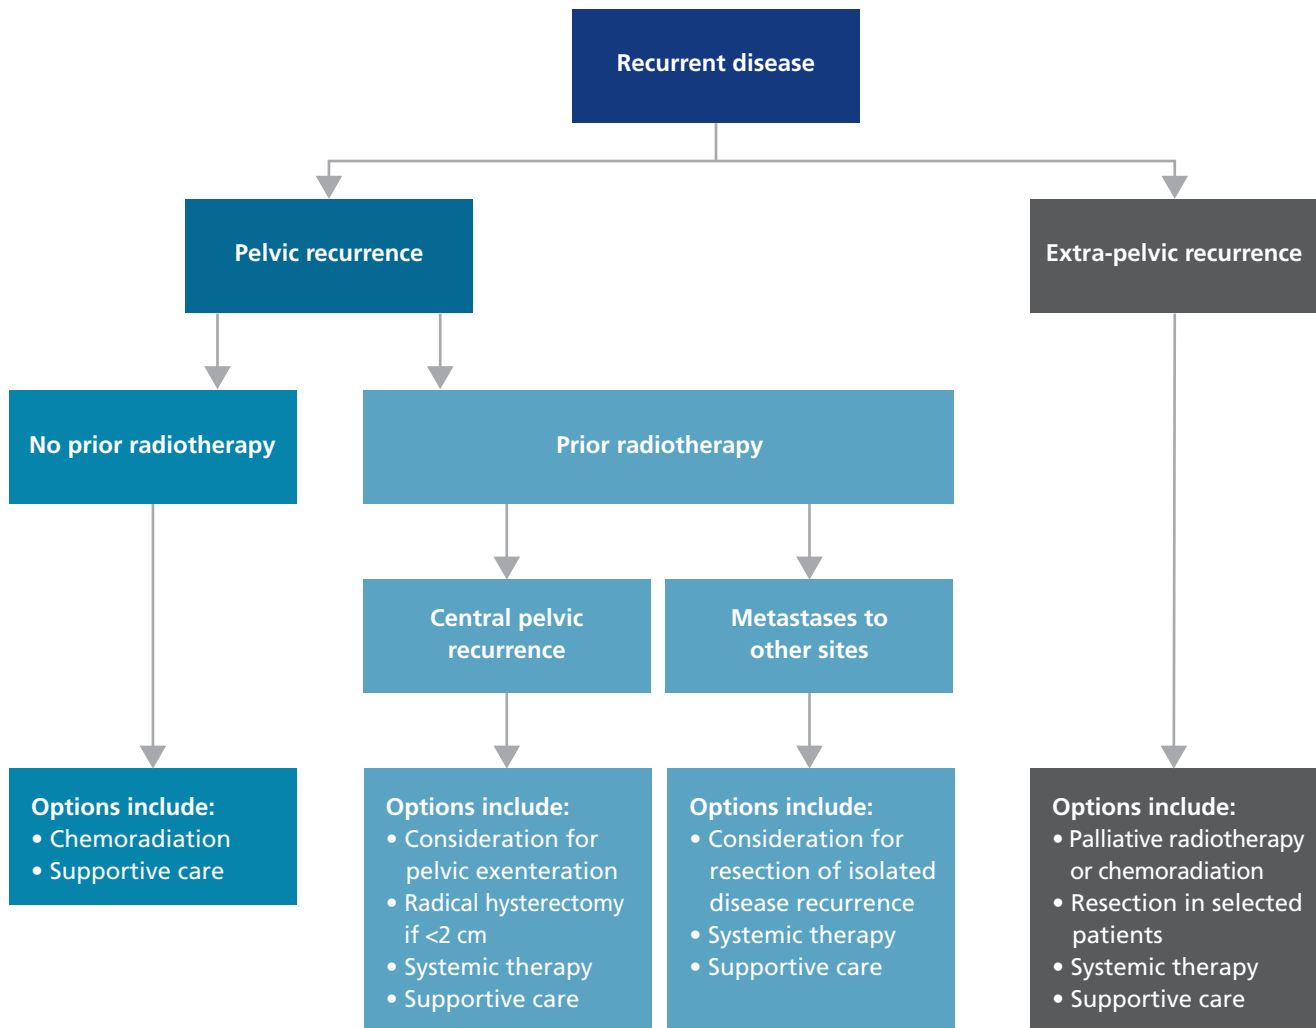 Recurrent disease
Pelvic recurrence
Extra-pelvic recurrence
No prior radiotherapy
Prior radiotherapy
Central pelvic
recurrence
Metastases to
other sites
Options include:
• Chemoradiation
• Supportive care
Options include:
• Consideration for
pelvic exenteration
• Radical hysterectomy
if <2 cm
• Systemic therapy
• Supportive care
Options include:
• Consideration for
resection of isolated
disease recurrence
• Systemic therapy
• Supportive care
Options include:
• Palliative radiotherapy
or chemoradiation
• Resection in selected
patients
• Systemic therapy
• Supportive care